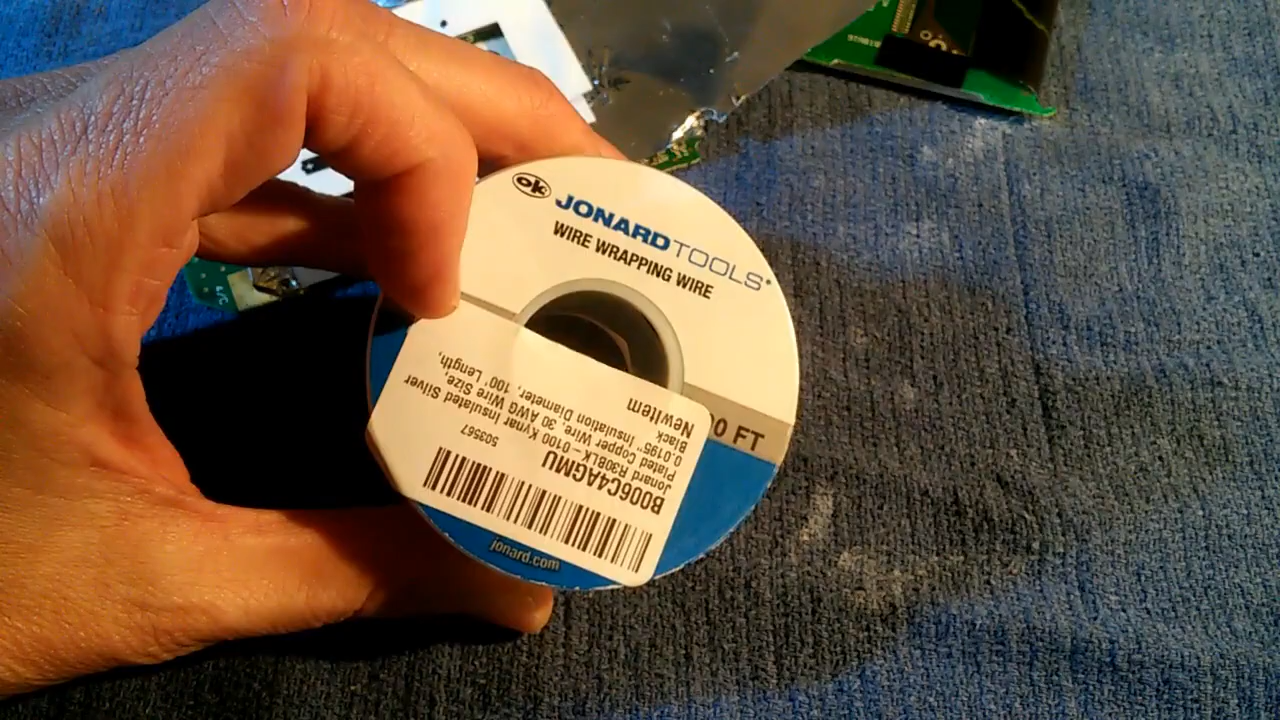 ok
JONARD TOOLS
WIRE WRAPPING WIRE
0 FT
B006C4AAGMU
503567
Jonard R30BLK – 0100 Kynar Insulated Silver
Plated Copper Wire, 30 AWG Wire Size,
0.0195" Insulation Diameter, 100' Length,
Black
NewItem
jonard.com